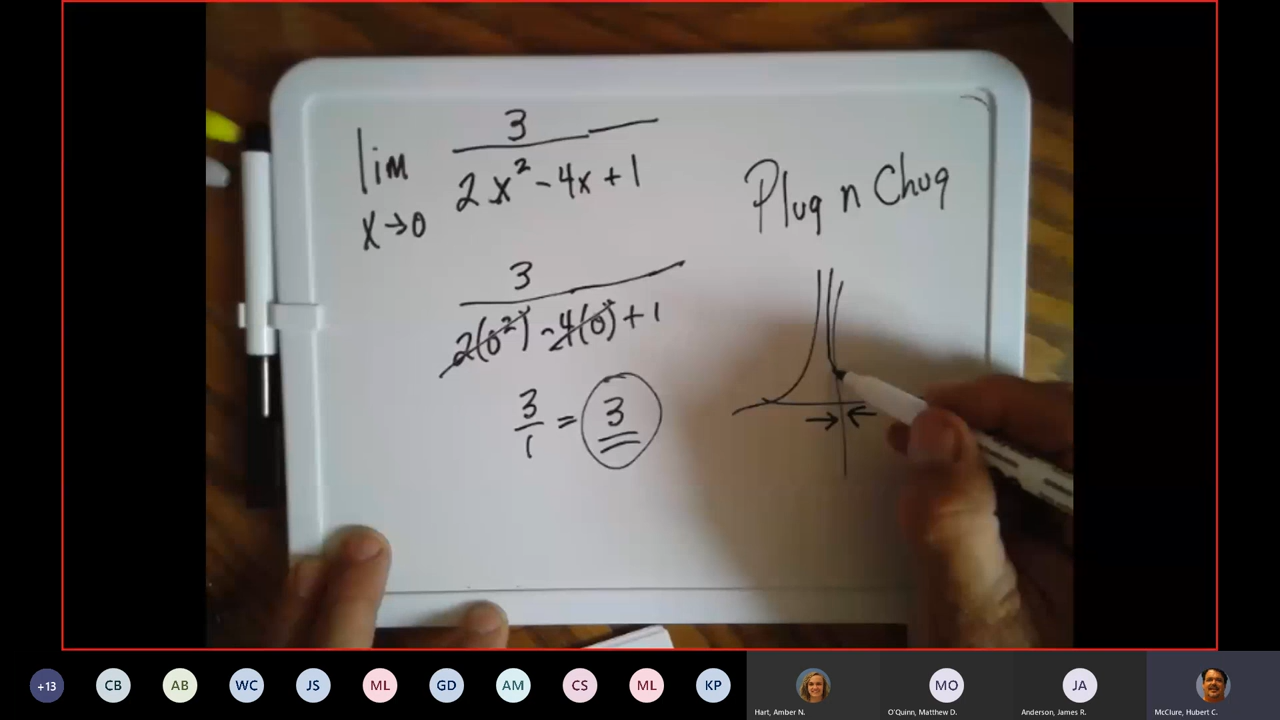 lim x→0 3 / 2x² - 4x + 1
Plug n Chug
3 / 2(0²) - 4(0) + 1
3/1 = 3
+13 CB AB WC JS ML GD AM CS ML KP MO JA
Hart, Amber N. O'Quinn, Matthew D. Anderson, James R. McClure, Hubert C.